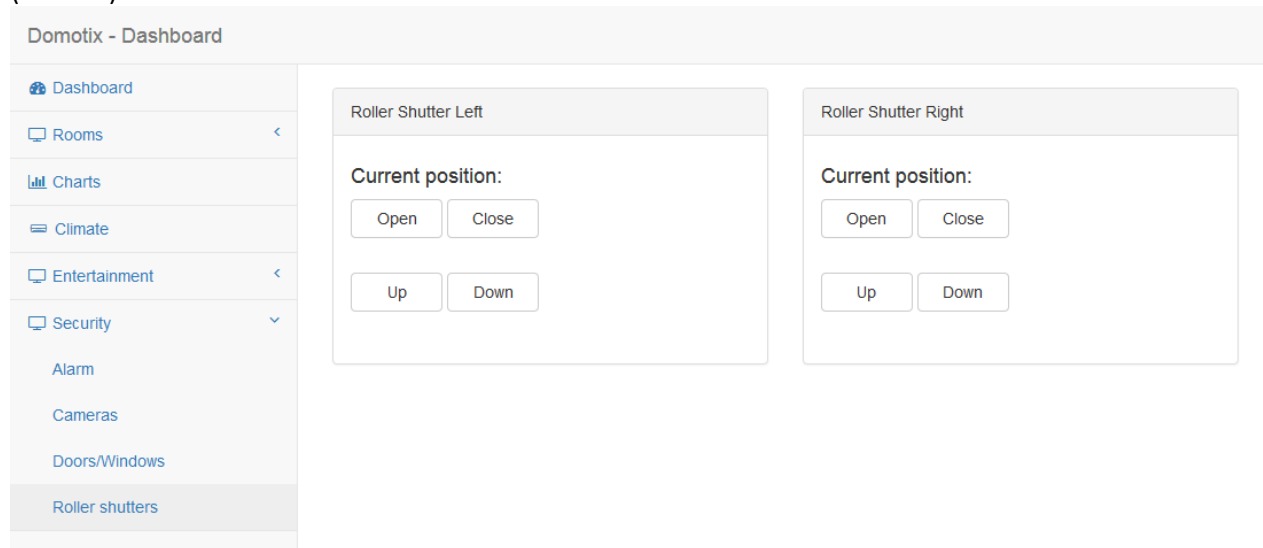 Domotix - Dashboard
Dashboard
Rooms
Charts
Climate
Entertainment
Security
Alarm
Cameras
Doors/Windows
Roller shutters
Roller Shutter Left
Current position:
Open Close
Up Down
Roller Shutter Right
Current position:
Open Close
Up Down